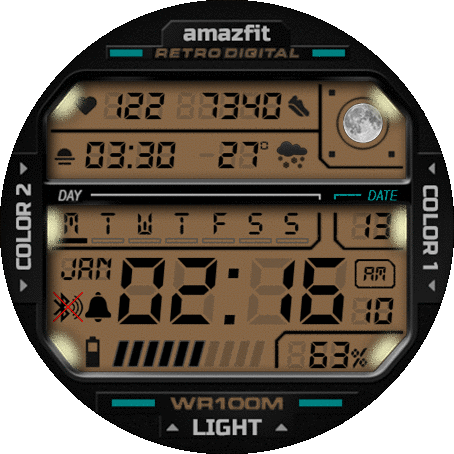 amazfit
RETRO DIGITAL
122 7340
03:30 27°
DAY DATE
M T W T F S S 13
JAN 02:16 AM
10
63%
COLOR 2
COLOR 1
WR100M
LIGHT